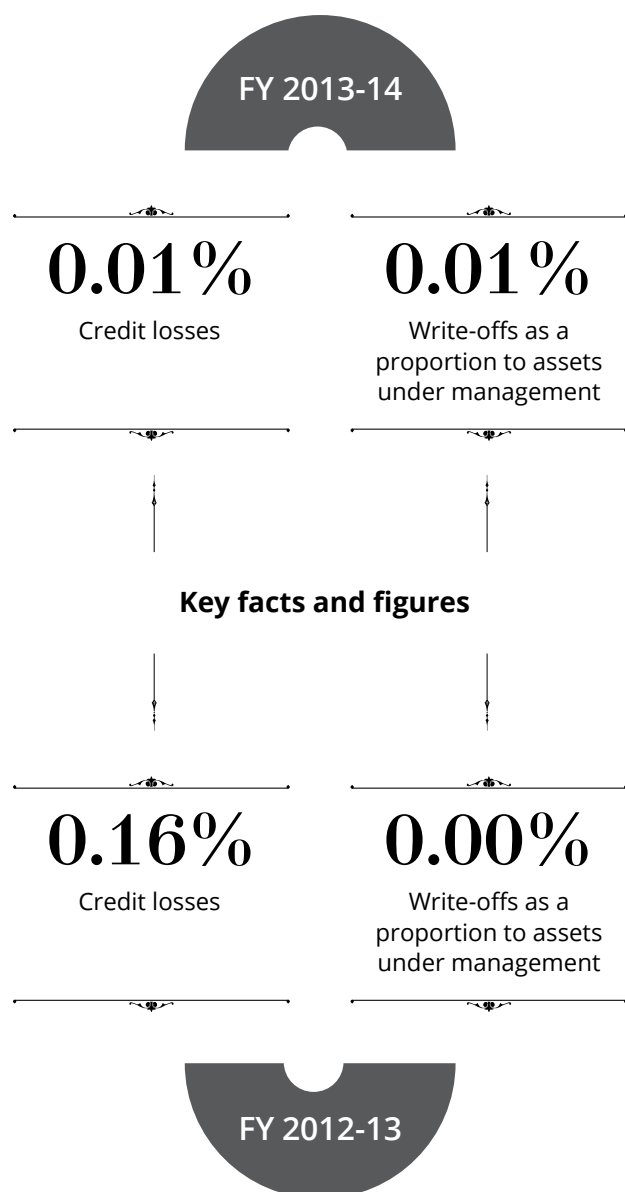 FY 2013-14
0.01%
Credit losses
0.01%
Write-offs as a
proportion to assets
under management
Key facts and figures
0.16%
Credit losses
0.00%
Write-offs as a
proportion to assets
under management
FY 2012-13